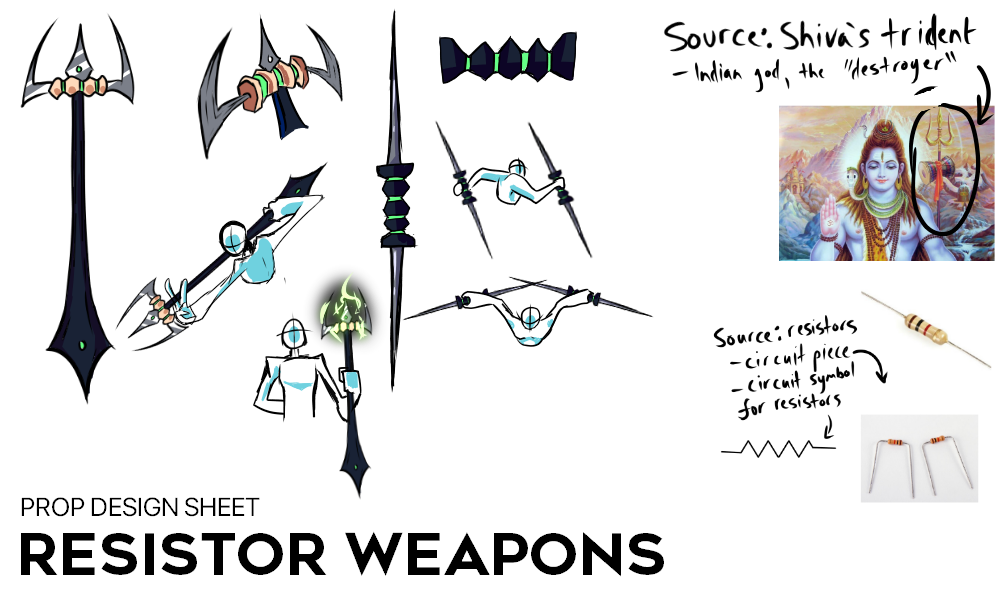 Source: Shiva's trident
- Indian god, the "destroyer"
Source: resistors
- circuit piece
- circuit symbol
for resistors
PROP DESIGN SHEET
RESISTOR WEAPONS